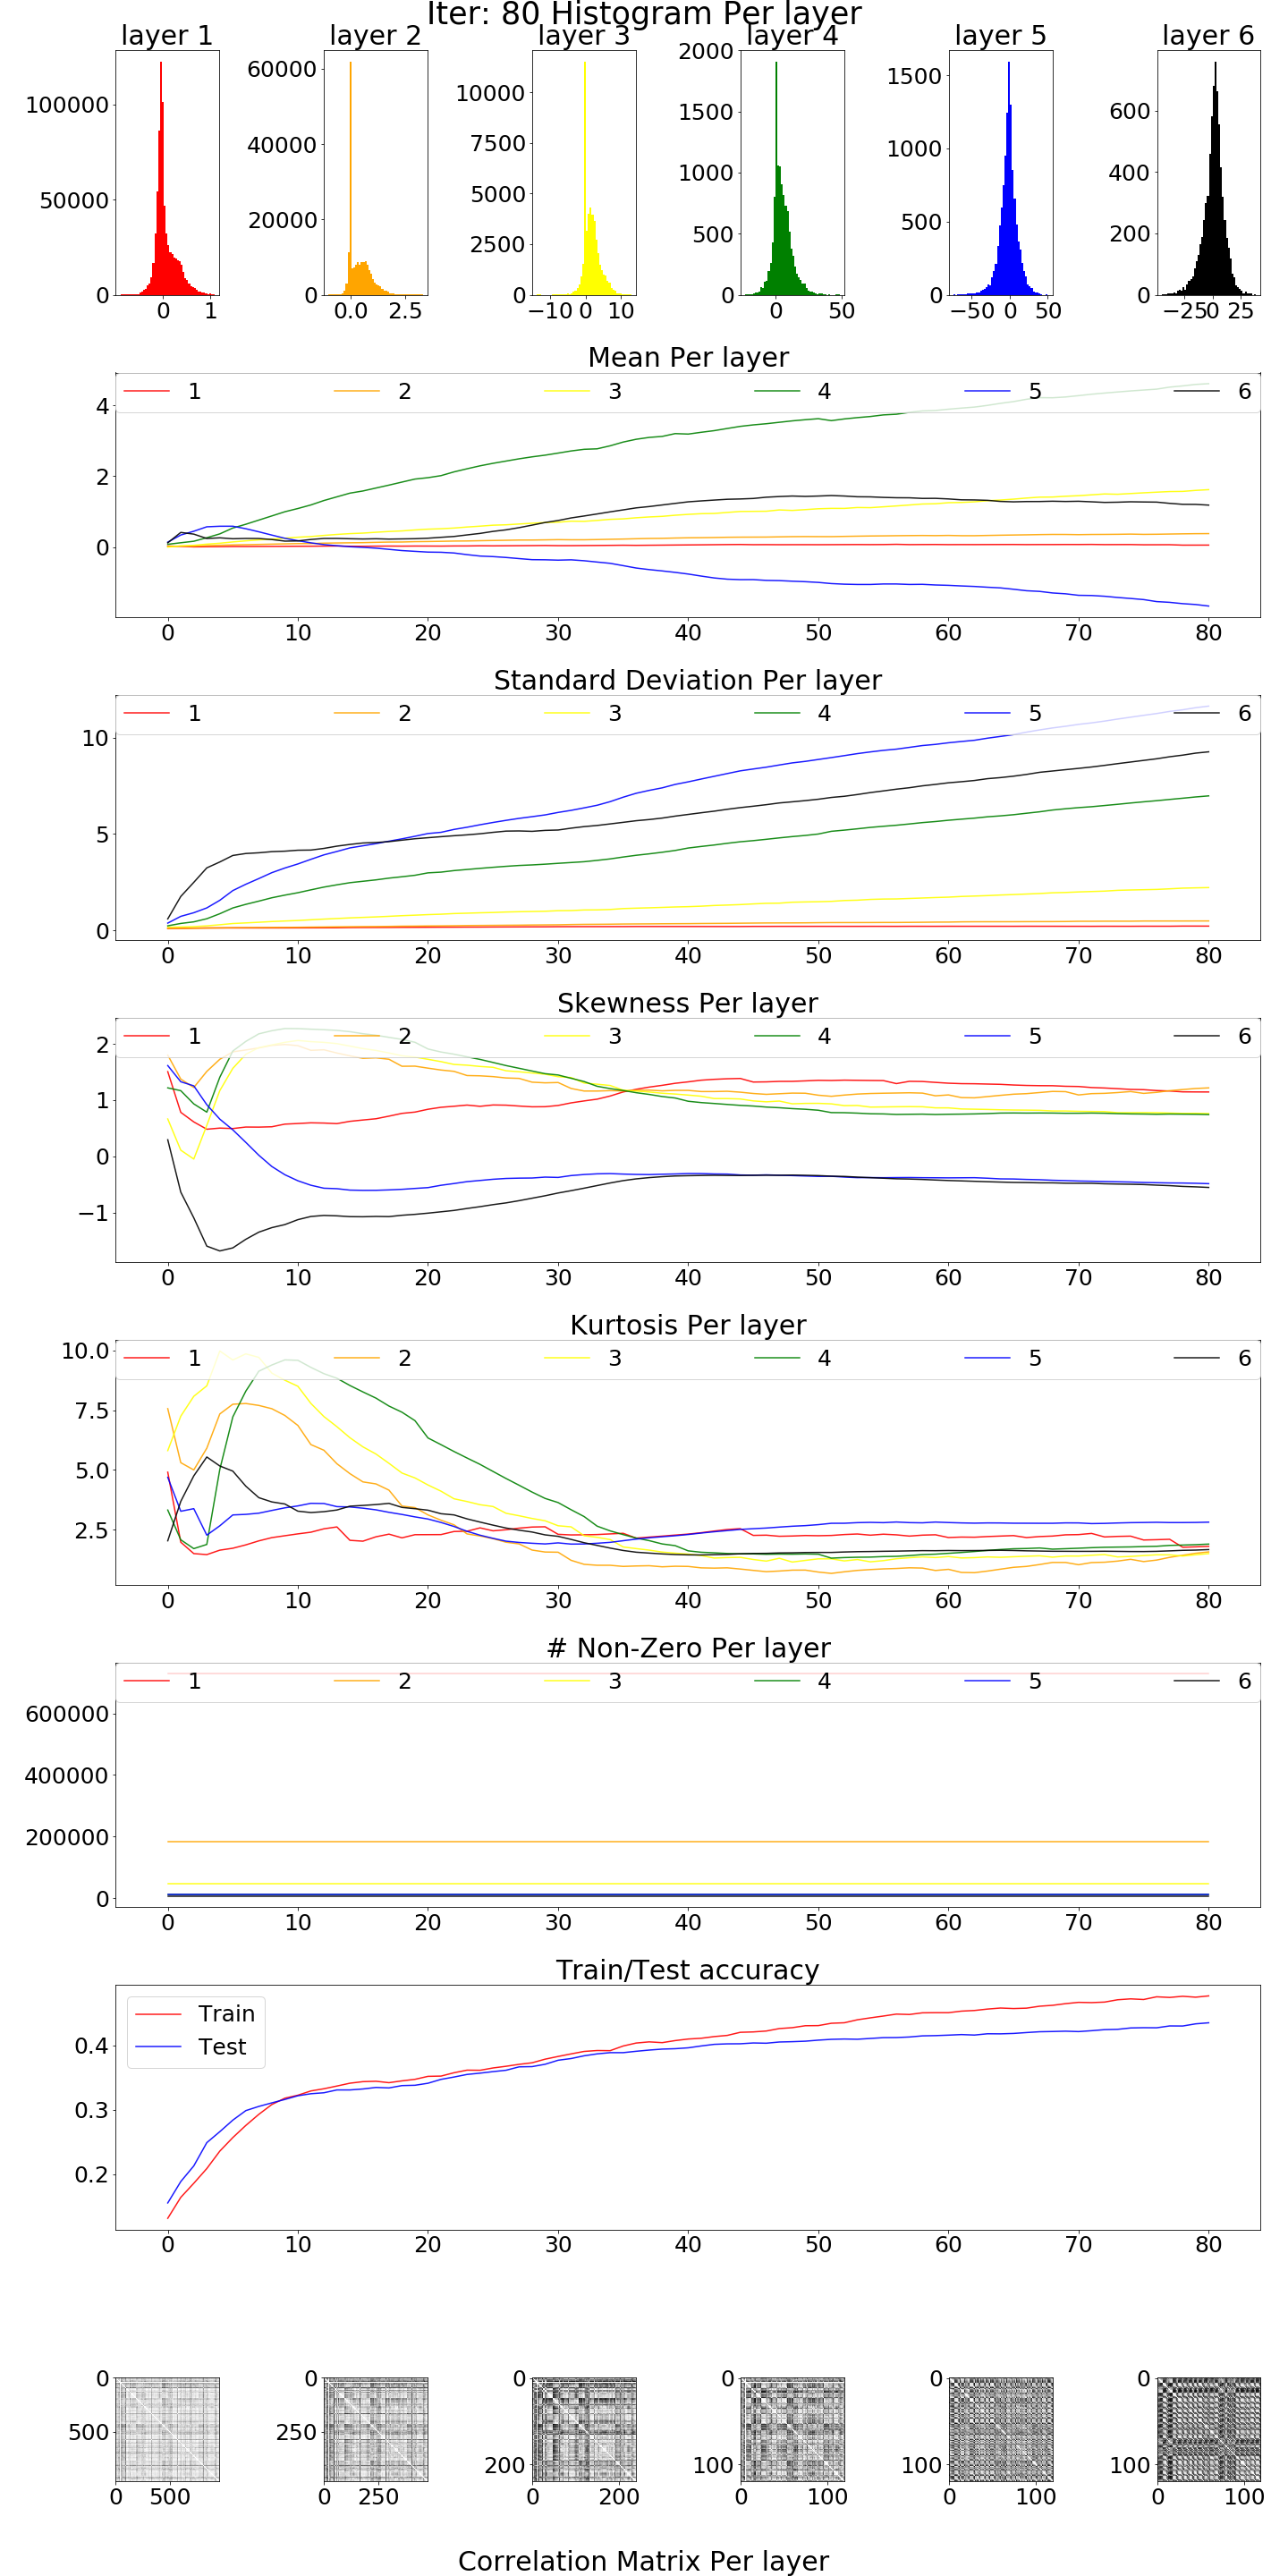 Iter: 80 Histogram Per layer
layer 1 layer 2 layer 3 layer 4 layer 5 layer 6
100000 50000 0
0 1
60000 40000 20000 0
0.0 2.5
10000 7500 5000 2500 0
−10 0 10
2000 1500 1000 500 0
0 50
1500 1000 500 0
−50 0 50
600 400 200 0
−25 0 25
Mean Per layer
1 2 3 4 5 6
4
2
0
0 10 20 30 40 50 60 70 80
Standard Deviation Per layer
1 2 3 4 5 6
10
5
0
0 10 20 30 40 50 60 70 80
Skewness Per layer
1 2 3 4 5 6
2
1
0
−1
0 10 20 30 40 50 60 70 80
Kurtosis Per layer
1 2 3 4 5 6
10.0
7.5
5.0
2.5
0 10 20 30 40 50 60 70 80
# Non-Zero Per layer
1 2 3 4 5 6
600000
400000
200000
0
0 10 20 30 40 50 60 70 80
Train/Test accuracy
Train
Test
0.4
0.3
0.2
0 10 20 30 40 50 60 70 80
0 500
0 500
0 250
0 250
0 200
0 200
0 100
0 100
0 100
0 100
0 100
0 100
Correlation Matrix Per layer